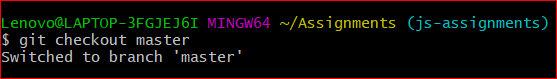 Lenovo@LAPTOP-3FGJEJ6I MINGW64 ~/Assignments (js-assignments)
$ git checkout master
Switched to branch 'master'